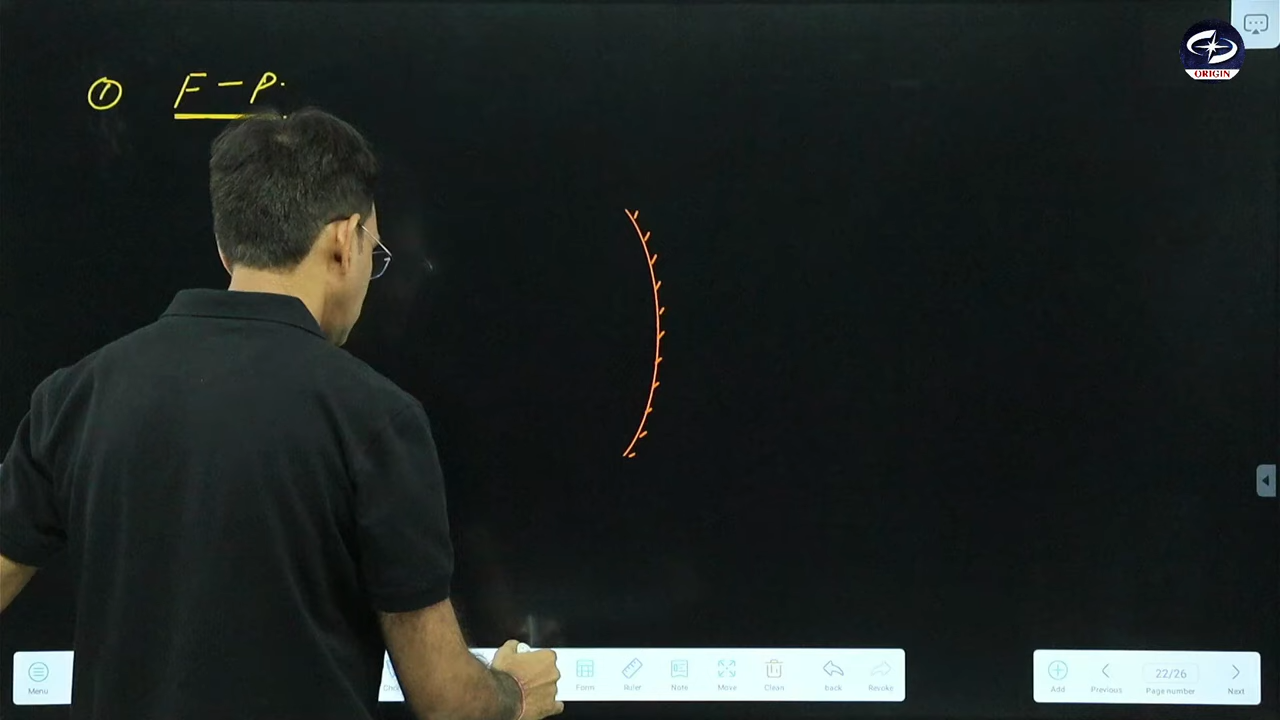 ① F - P.
ORIGIN
Menu
Form Ruler Note Move Clean back Revoke
Add Previous 22/26 Page number Next